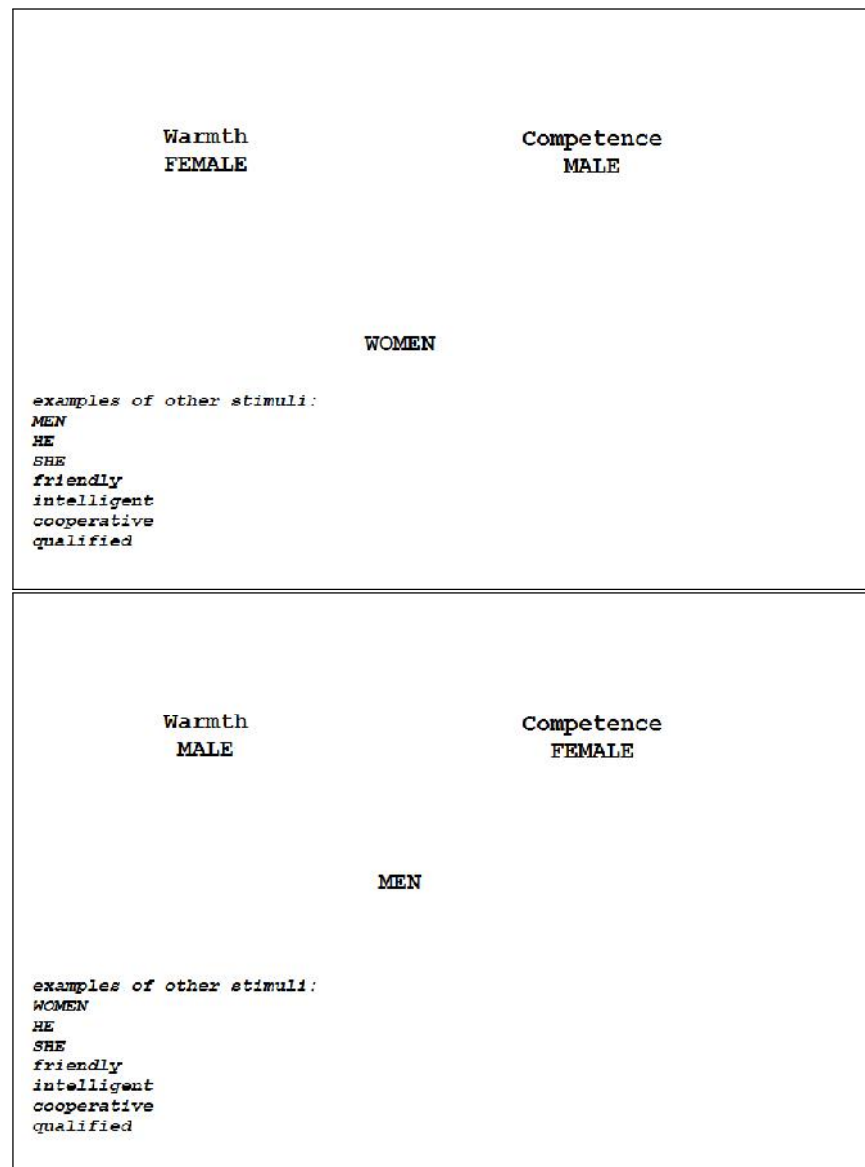 Warmth Competence
FEMALE MALE
WOMEN
examples of other stimuli:
MEN
HE
SHE
friendly
intelligent
cooperative
qualified
Warmth Competence
MALE FEMALE
MEN
examples of other stimuli:
WOMEN
HE
SHE
friendly
intelligent
cooperative
qualified